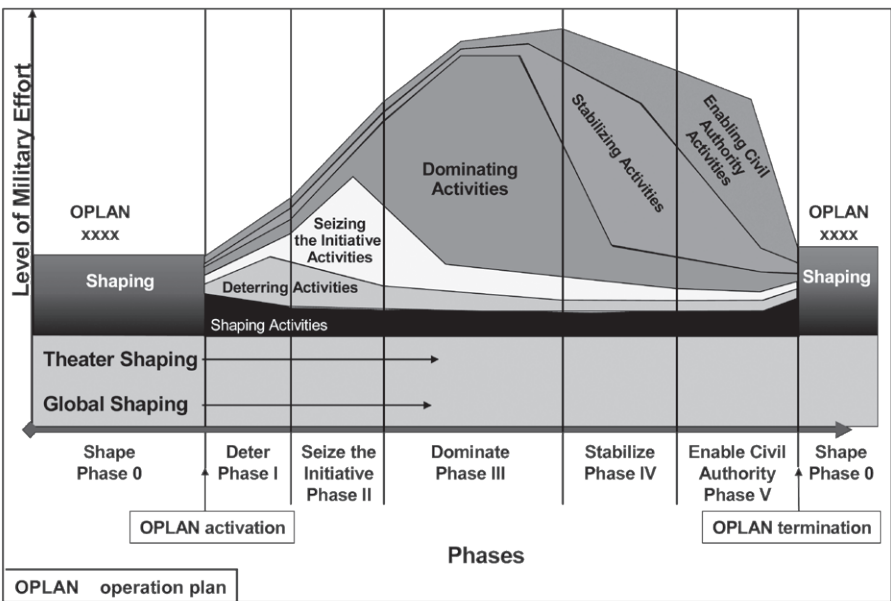 Level of Military Effort
OPLAN
xxxx
Shaping
Dominating
Activities
Stabilizing Activities
Enabling Civil
Authority
Activities
Seizing
the Initiative
Activities
Deterring Activities
Shaping Activities
OPLAN
xxxx
Shaping
Theater Shaping
Global Shaping
Shape
Phase 0
Deter
Phase I
Seize the
Initiative
Phase II
Dominate
Phase III
Stabilize
Phase IV
Enable Civil
Authority
Phase V
Shape
Phase 0
OPLAN activation
OPLAN termination
Phases
OPLAN operation plan